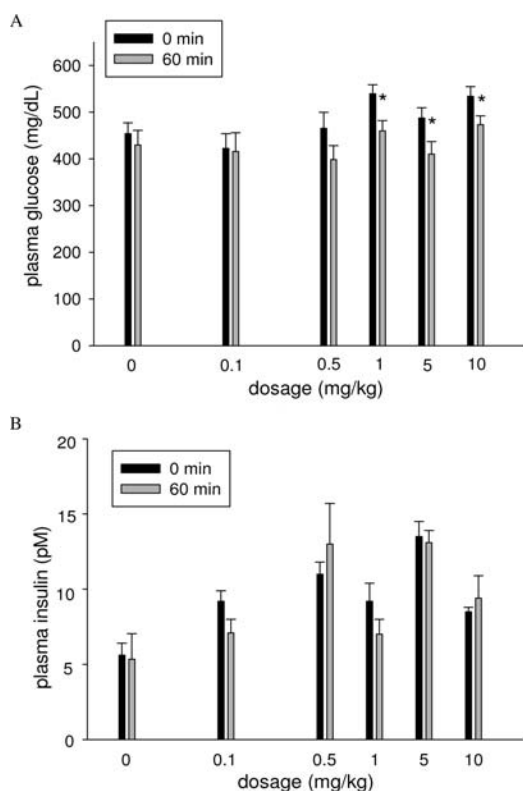 A
0 min
60 min
plasma glucose (mg/dL)
600
500
400
300
200
100
0
* * *
0 0.1 0.5 1 5 10
dosage (mg/kg)
B
0 min
60 min
plasma insulin (pM)
20
15
10
5
0
0 0.1 0.5 1 5 10
dosage (mg/kg)